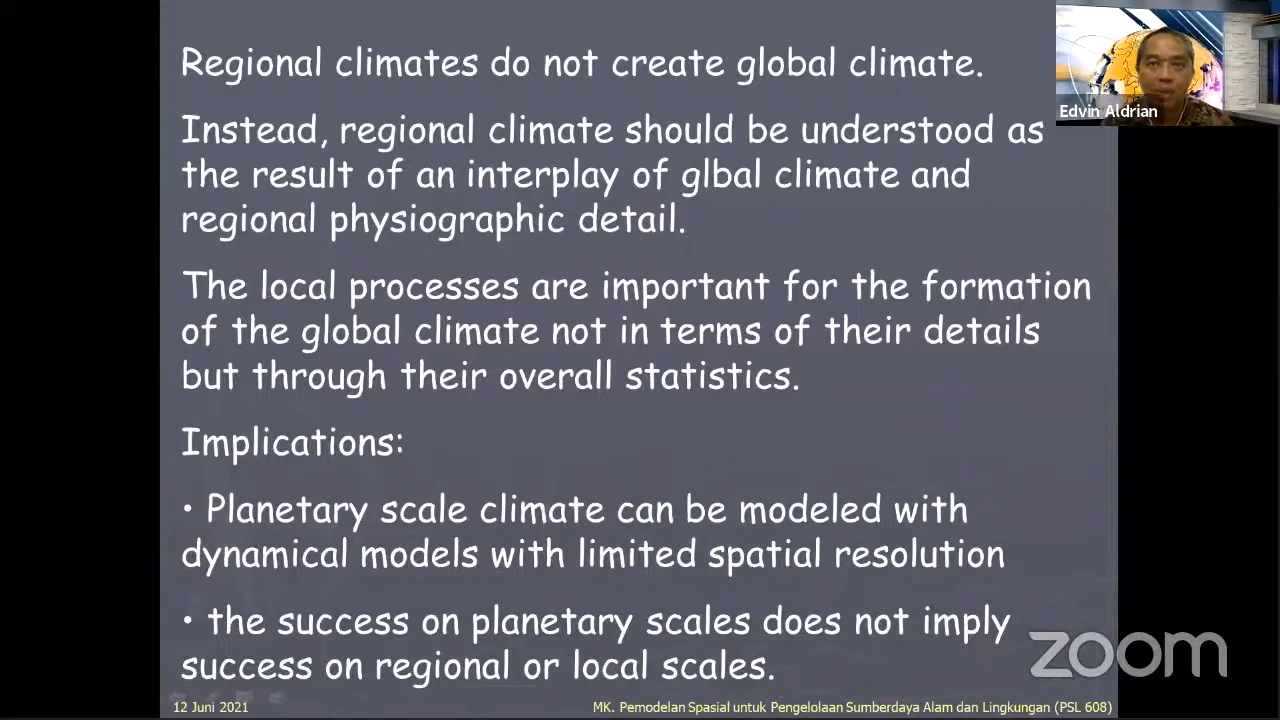 Regional climates do not create global climate.
Instead, regional climate should be understood as
the result of an interplay of glbal climate and
regional physiographic detail.
The local processes are important for the formation
of the global climate not in terms of their details
but through their overall statistics.
Implications:
• Planetary scale climate can be modeled with
dynamical models with limited spatial resolution
• the success on planetary scales does not imply
success on regional or local scales.
12 Juni 2021
MK. Pemodelan Spasial untuk Pengelolaan Sumberdaya Alam dan Lingkungan (PSL 608)
Edvin Aldrian
zoom